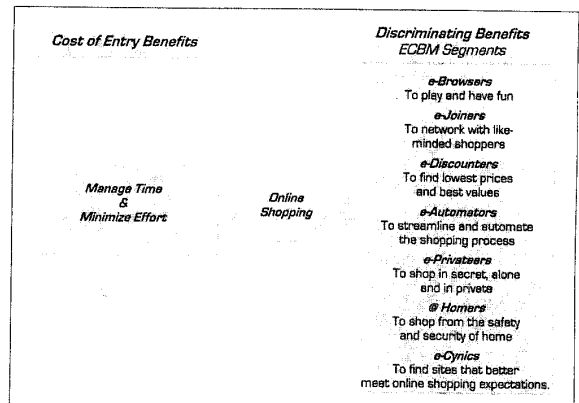 Cost of Entry Benefits
Discriminating Benefits
ECBM Segments
e-Browsers
To play and have fun
e-Joiners
To network with like-
minded shoppers
e-Discounters
To find lowest prices
and best values
Manage Time
&
Minimize Effort
Online
Shopping
e-Automators
To streamline and automate
the shopping process
e-Privateers
To shop in secret, alone
and in private
@ Homers
To shop from the safety
and security of home
e-Cynics
To find sites that better
meet online shopping expectations.